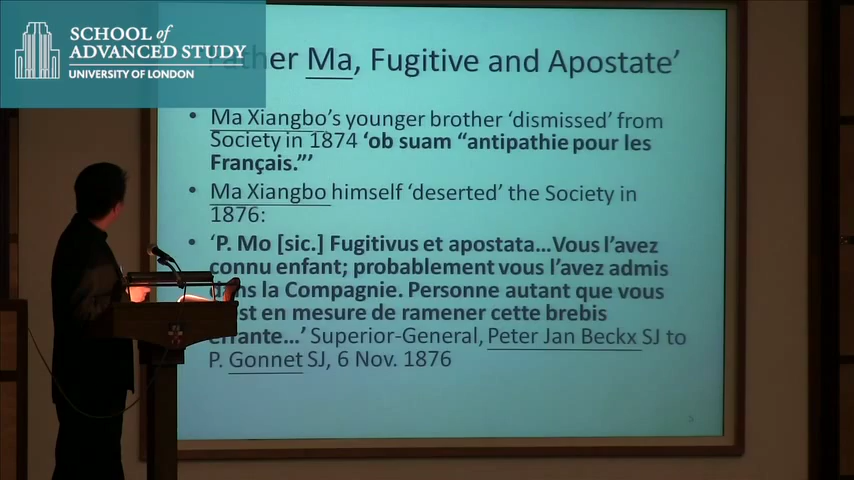 SCHOOL of
ADVANCED STUDY
UNIVERSITY OF LONDON
Ma, Fugitive and Apostate’
• Ma Xiangbo’s younger brother ‘dismissed’ from
Society in 1874 ‘ob suam “antipathie pour les
Français.”’
• Ma Xiangbo himself ‘deserted’ the Society in
1876:
• ‘P. Mo [sic.] Fugitivus et apostata...Vous l’avez
connu enfant; probablement vous l’avez admis
la Compagnie. Personne autant que vous
en mesure de ramener cette brebis
errante...’ Superior-General, Peter Jan Beckx SJ to
P. Gonnet SJ, 6 Nov. 1876
5